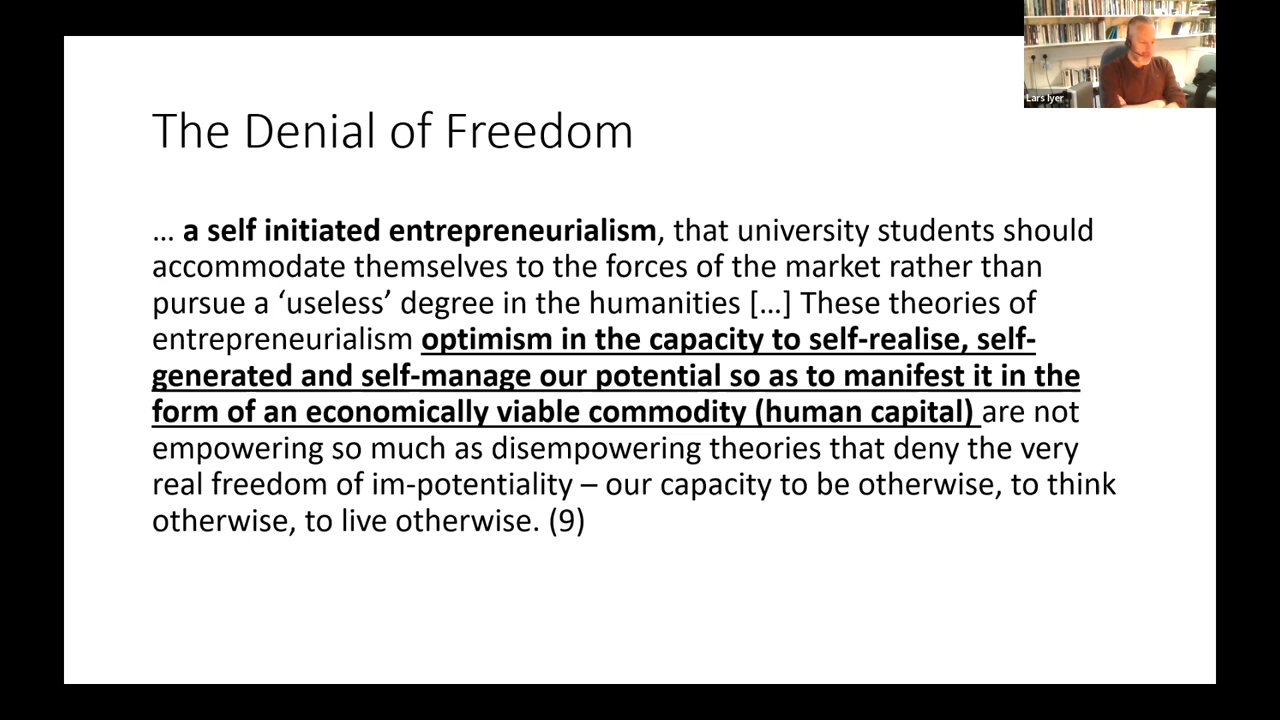 Lars Iyer
The Denial of Freedom
… a self initiated entrepreneurialism, that university students should
accommodate themselves to the forces of the market rather than
pursue a ‘useless’ degree in the humanities […] These theories of
entrepreneurialism optimism in the capacity to self-realise, self-
generated and self-manage our potential so as to manifest it in the
form of an economically viable commodity (human capital) are not
empowering so much as disempowering theories that deny the very
real freedom of im-potentiality – our capacity to be otherwise, to think
otherwise, to live otherwise. (9)